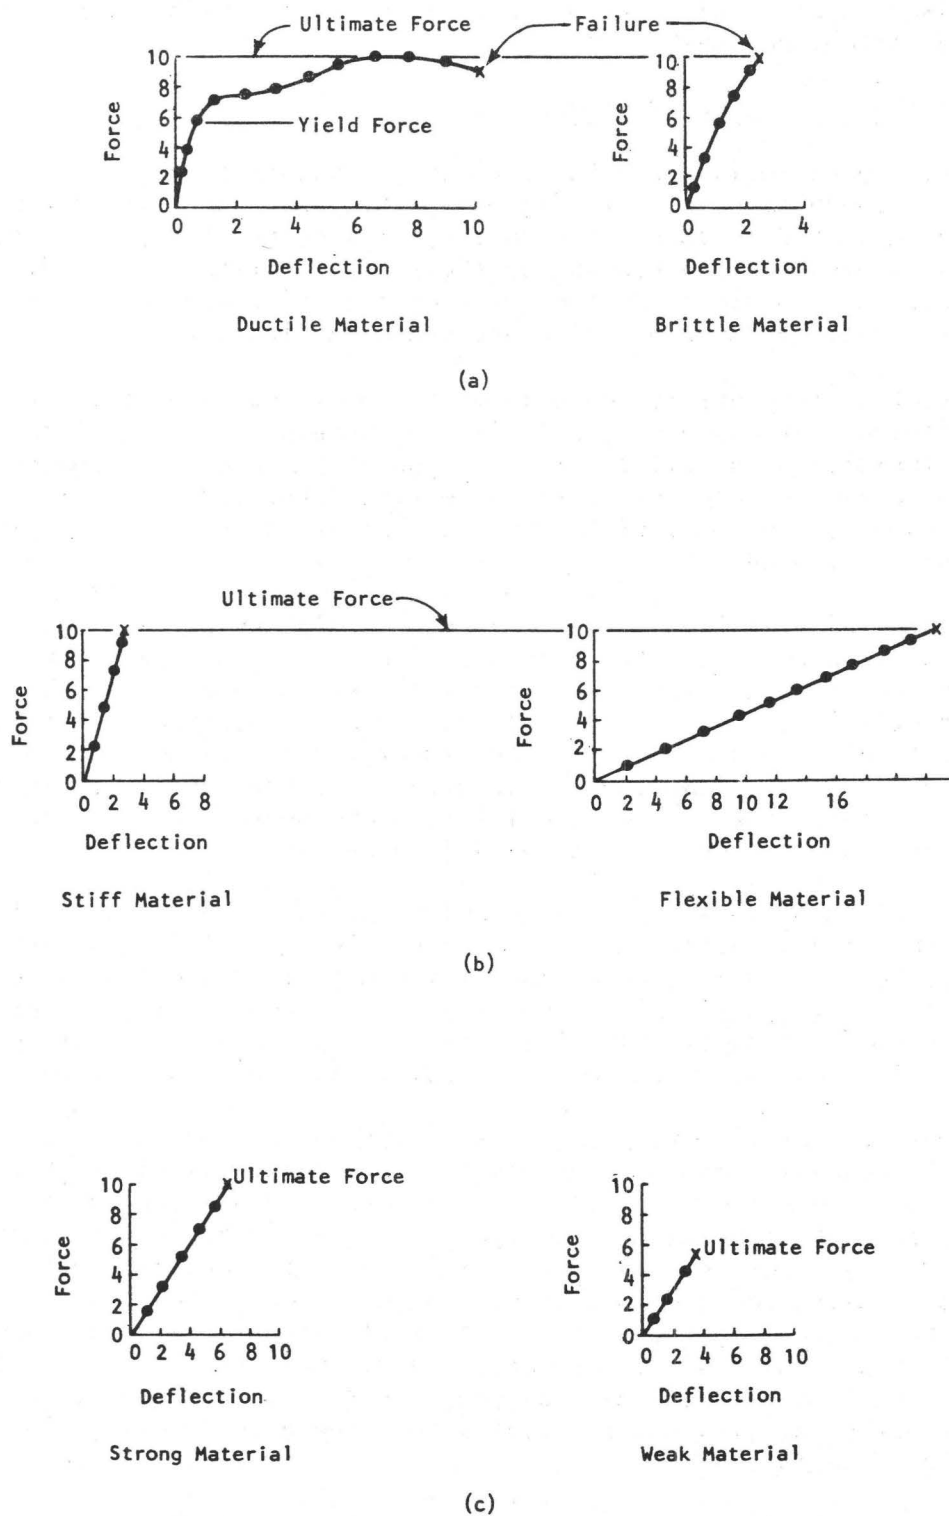 Ultimate Force
Failure
10
8
6
4
2
0
Force
Yield Force
0 2 4 6 8 10
Deflection
Ductile Material
10
8
6
4
2
0
Force
0 2 4
Deflection
Brittle Material
(a)
Ultimate Force
10
8
6
4
2
0
Force
0 2 4 6 8
Deflection
Stiff Material
10
8
6
4
2
0
Force
0 2 4 6 8 10 12 16
Deflection
Flexible Material
(b)
Ultimate Force
10
8
6
4
2
0
Force
0 2 4 6 8 10
Deflection
Strong Material
10
8
6
4
2
0
Force
Ultimate Force
0 2 4 6 8 10
Deflection
Weak Material
(c)